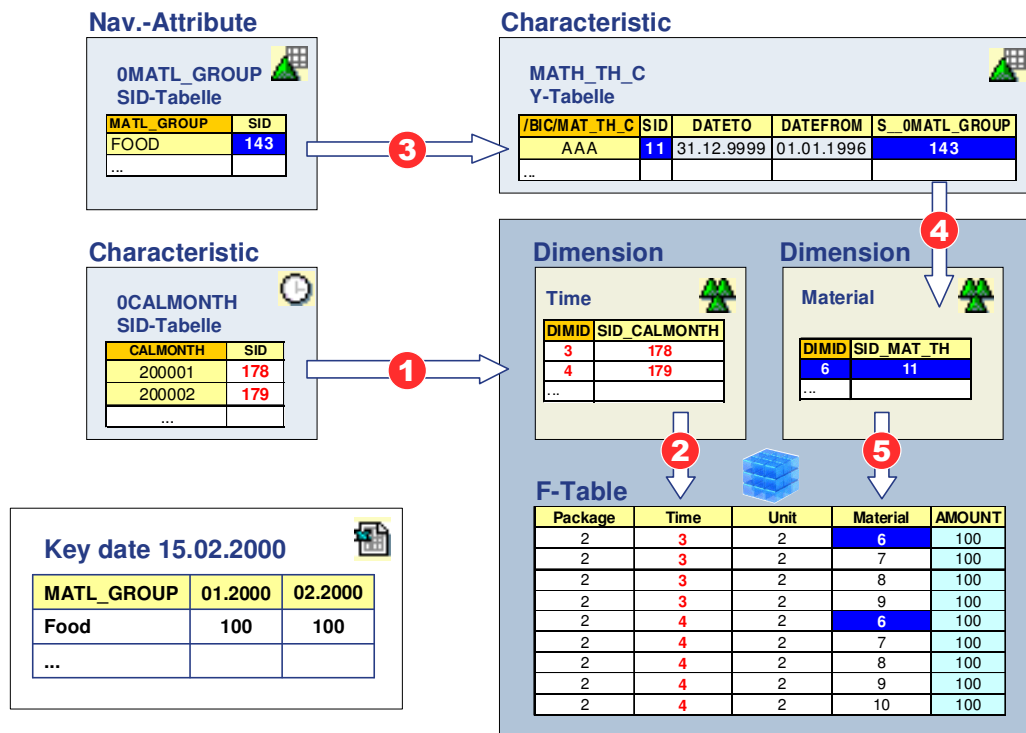 Nav.-Attribute
0MATL_GROUP
SID-Tabelle
MATL_GROUP SID
FOOD 143
...
3
Characteristic
MATH_TH_C
Y-Tabelle
/BIC/MAT_TH_C SID DATETO DATEFROM S__0MATL_GROUP
AAA 11 31.12.9999 01.01.1996 143
...
4
Characteristic
0CALMONTH
SID-Tabelle
CALMONTH SID
200001 178
200002 179
...
1
Dimension
Time
DIMID SID_CALMONTH
3 178
4 179
...
2
Dimension
Material
DIMID SID_MAT_TH
6 11
...
5
F-Table
Package Time Unit Material AMOUNT
2 3 2 6 100
2 3 2 7 100
2 3 2 8 100
2 3 2 9 100
2 4 2 6 100
2 4 2 7 100
2 4 2 8 100
2 4 2 9 100
2 4 2 10 100
Key date 15.02.2000
MATL_GROUP 01.2000 02.2000
Food 100 100
...